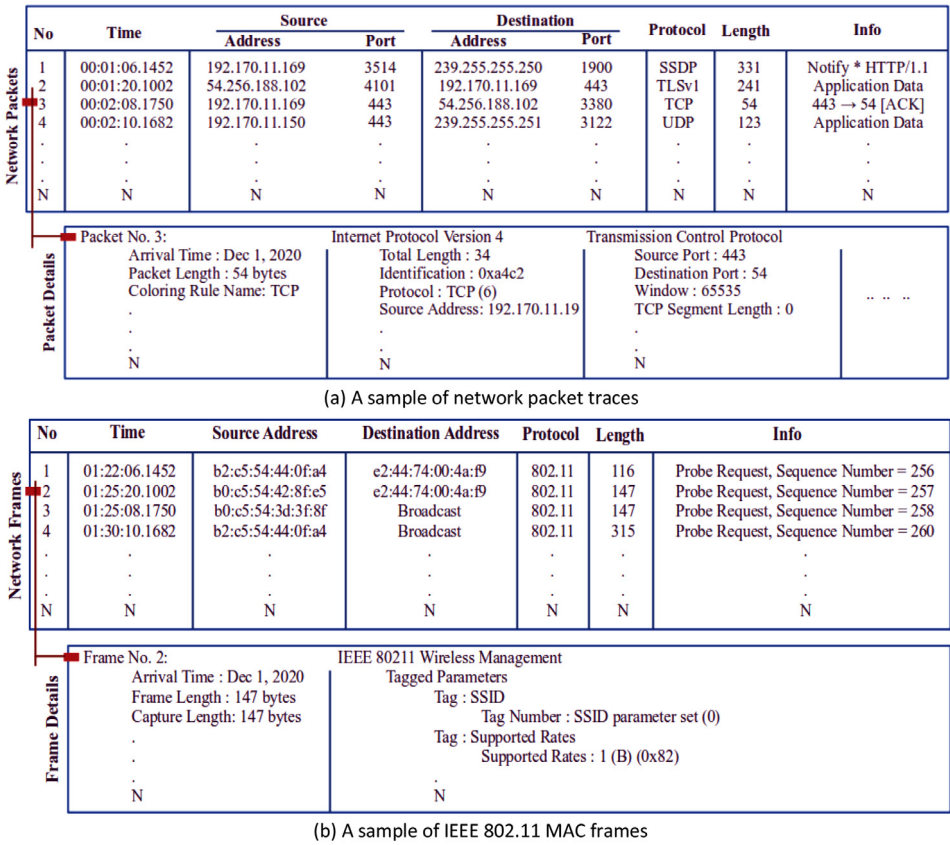 Network Packets
No Time Source Destination Protocol Length Info
Address Port Address Port
1 00:01:06.1452 192.170.11.169 3514 239.255.255.250 1900 SSDP 331 Notify * HTTP/1.1
2 00:01:20.1002 54.256.188.102 4101 192.170.11.169 443 TLSv1 241 Application Data
3 00:02:08.1750 192.170.11.169 443 54.256.188.102 3380 TCP 54 443 → 54 [ACK]
4 00:02:10.1682 192.170.11.150 443 239.255.255.251 3122 UDP 123 Application Data
. . . . . . . .
. . . . . . . .
. . . . . . . .
N N N N N N N
Packet Details
Packet No. 3: Internet Protocol Version 4 Transmission Control Protocol
Arrival Time : Dec 1, 2020 Total Length : 34 Source Port : 443
Packet Length : 54 bytes Identification : 0xa4c2 Destination Port : 54
Coloring Rule Name: TCP Protocol : TCP (6) Window : 65535 .. .. ..
. Source Address: 192.170.11.19 TCP Segment Length : 0
. . .
. . .
N N N
(a) A sample of network packet traces
Network Frames
No Time Source Address Destination Address Protocol Length Info
1 01:22:06.1452 b2:c5:54:44:0f:a4 e2:44:74:00:4a:f9 802.11 116 Probe Request, Sequence Number = 256
2 01:25:20.1002 b0:c5:54:42:8f:e5 e2:44:74:00:4a:f9 802.11 147 Probe Request, Sequence Number = 257
3 01:25:08.1750 b0:c5:54:3d:3f:8f Broadcast 802.11 147 Probe Request, Sequence Number = 258
4 01:30:10.1682 b2:c5:54:44:0f:a4 Broadcast 802.11 315 Probe Request, Sequence Number = 260
. . . . . . .
. . . . . . .
. . . . . . .
N N N N N N N
Frame Details
Frame No. 2: IEEE 80211 Wireless Management
Arrival Time : Dec 1, 2020 Tagged Parameters
Frame Length : 147 bytes Tag : SSID
Capture Length: 147 bytes Tag Number : SSID parameter set (0)
. Tag : Supported Rates
. Supported Rates : 1 (B) (0x82)
. .
N N
(b) A sample of IEEE 802.11 MAC frames